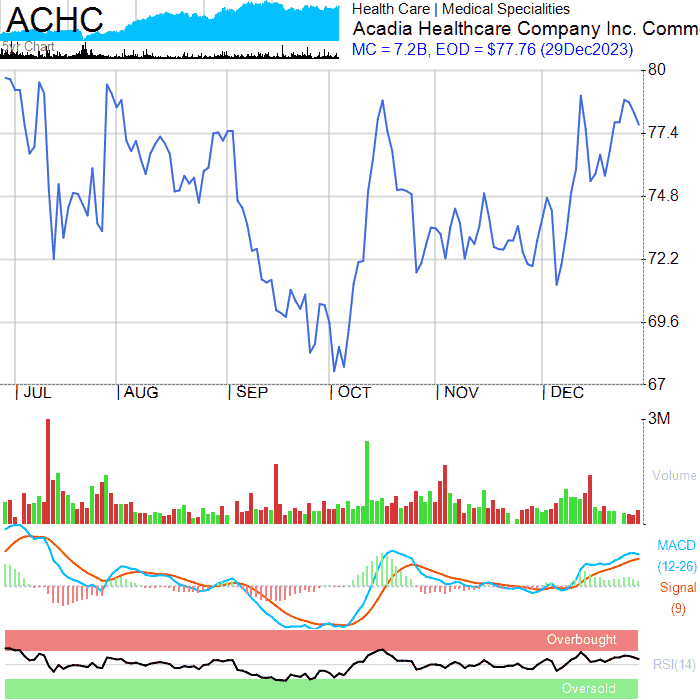 ACHC
5yr Chart
Health Care | Medical Specialities
Acadia Healthcare Company Inc. Comm
MC = 7.2B, EOD = $77.76 (29Dec2023)
80
77.4
74.8
72.2
69.6
67
|JUL |AUG |SEP |OCT |NOV |DEC
3M
Volume
MACD
(12-26)
Signal
(9)
Overbought
RSI(14)
Oversold